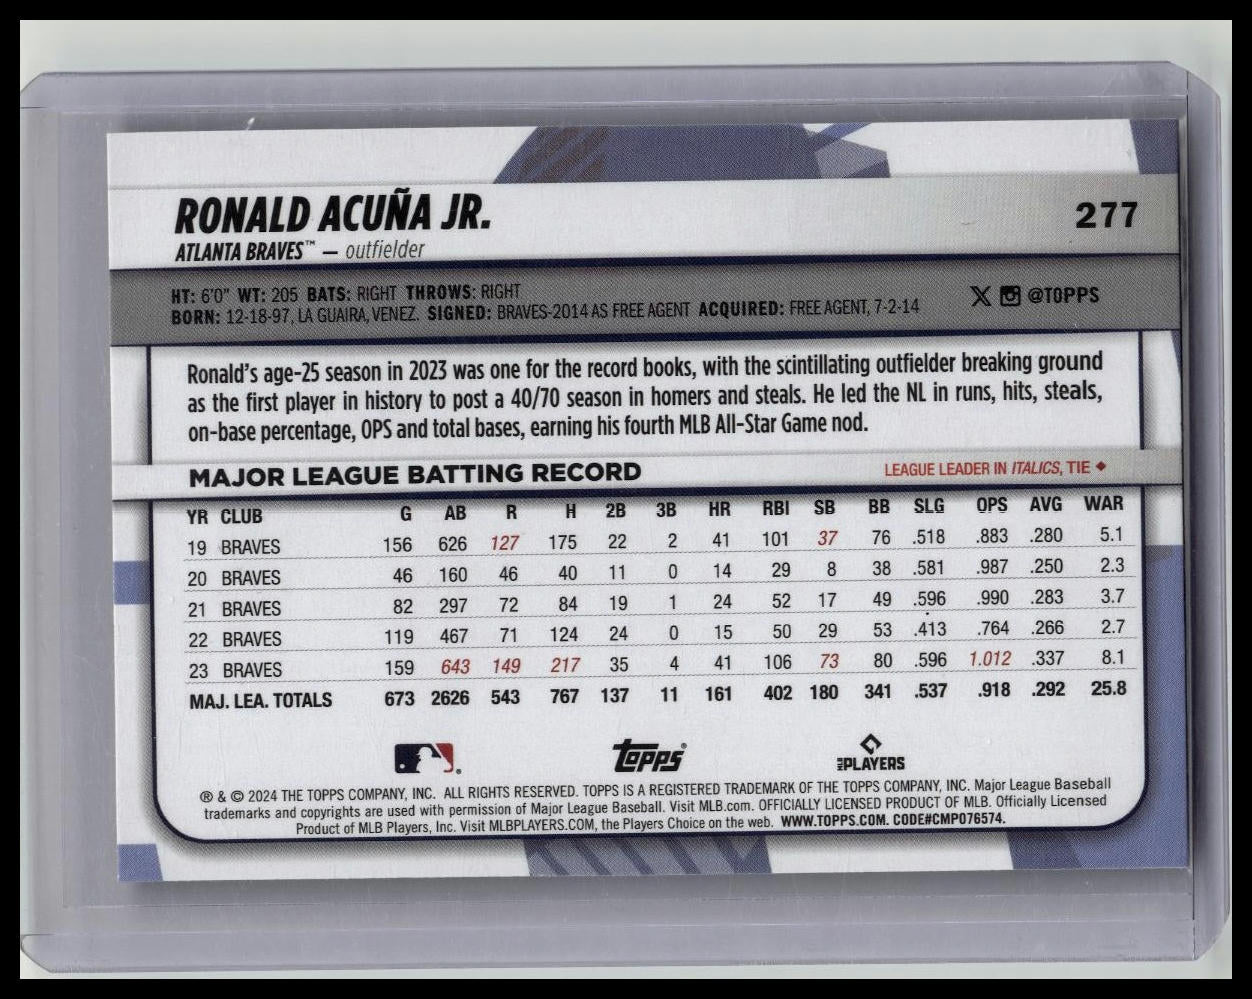 RONALD ACUÑA JR.
277
ATLANTA BRAVES™ — outfielder
HT: 6'0" WT: 205 BATS: RIGHT THROWS: RIGHT
BORN: 12-18-97, LA GUAIRA, VENEZ. SIGNED: BRAVES-2014 AS FREE AGENT ACQUIRED: FREE AGENT, 7-2-14
@TOPPS
Ronald's age-25 season in 2023 was one for the record books, with the scintillating outfielder breaking ground
as the first player in history to post a 40/70 season in homers and steals. He led the NL in runs, hits, steals,
on-base percentage, OPS and total bases, earning his fourth MLB All-Star Game nod.
MAJOR LEAGUE BATTING RECORD
LEAGUE LEADER IN ITALICS, TIE ◆
YR CLUB G AB R H 2B 3B HR RBI SB BB SLG OPS AVG WAR
19 BRAVES 156 626 127 175 22 2 41 101 37 76 .518 .883 .280 5.1
20 BRAVES 46 160 46 40 11 0 14 29 8 38 .581 .987 .250 2.3
21 BRAVES 82 297 72 84 19 1 24 52 17 49 .596 .990 .283 3.7
22 BRAVES 119 467 71 124 24 0 15 50 29 53 .413 .764 .266 2.7
23 BRAVES 159 643 149 217 35 4 41 106 73 80 .596 1.012 .337 8.1
MAJ. LEA. TOTALS 673 2626 543 767 137 11 161 402 180 341 .537 .918 .292 25.8
Topps®
MLB PLAYERS
® & © 2024 THE TOPPS COMPANY, INC. ALL RIGHTS RESERVED. TOPPS IS A REGISTERED TRADEMARK OF THE TOPPS COMPANY, INC. Major League Baseball
trademarks and copyrights are used with permission of Major League Baseball. Visit MLB.com. OFFICIALLY LICENSED PRODUCT OF MLB. Officially Licensed
Product of MLB Players, Inc. Visit MLBPLAYERS.COM, the Players Choice on the web. WWW.TOPPS.COM. CODE#CMP076574.